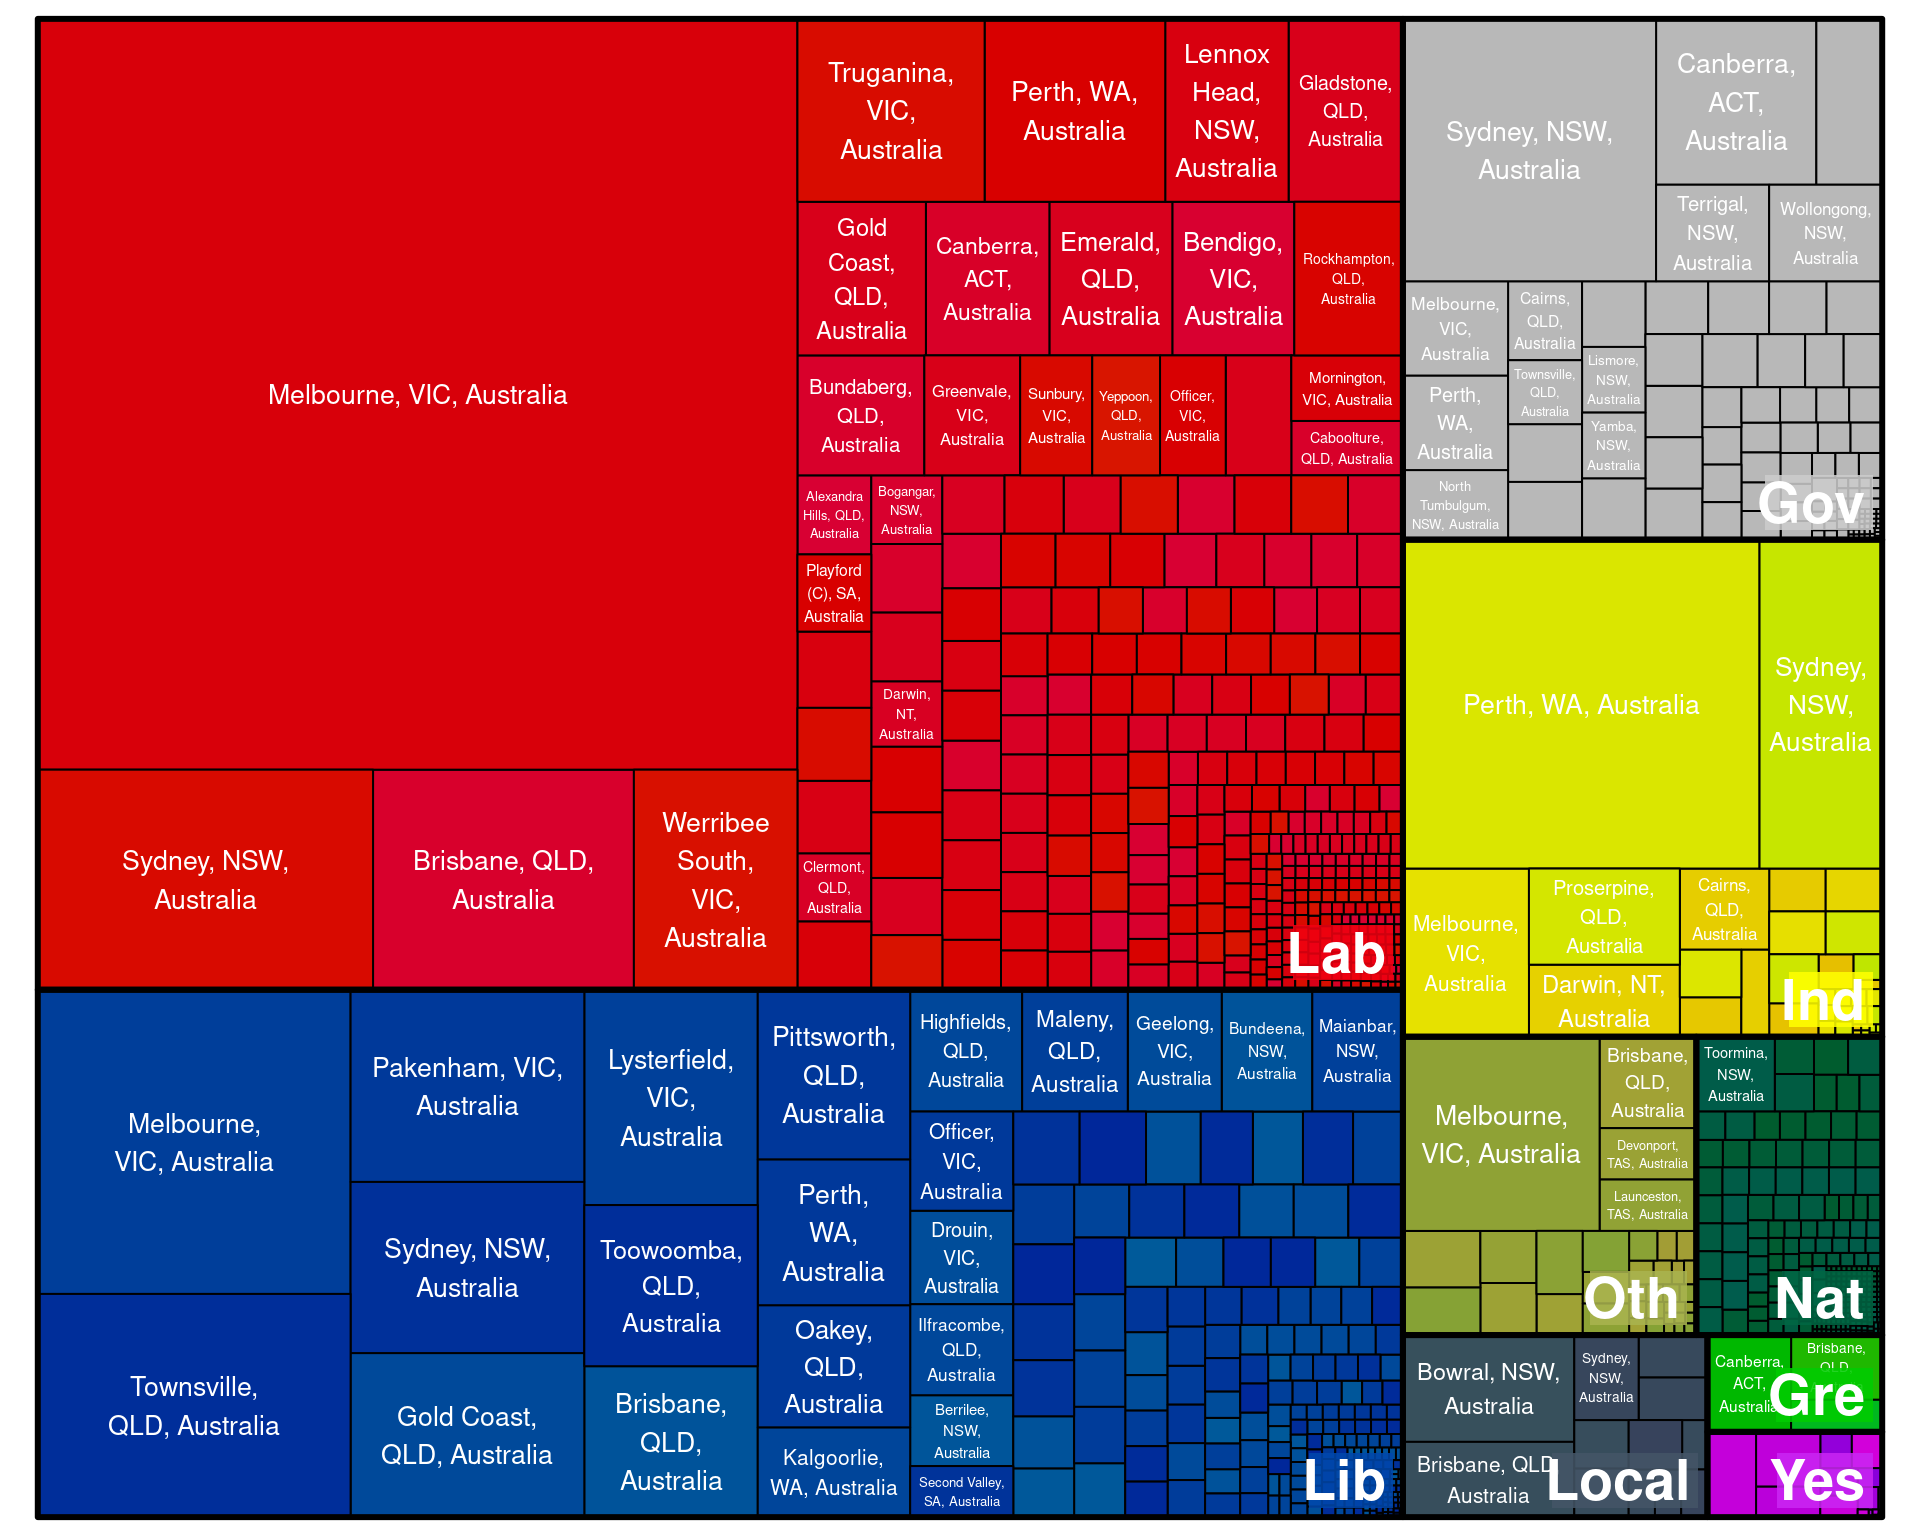 Melbourne, VIC, Australia
Sydney, NSW,
Australia
Brisbane, QLD,
Australia
Werribee
South,
VIC,
Australia
Truganina,
VIC,
Australia
Perth, WA,
Australia
Lennox
Head,
NSW,
Australia
Gladstone,
QLD,
Australia
Gold
Coast,
QLD,
Australia
Canberra,
ACT,
Australia
Emerald,
QLD,
Australia
Bendigo,
VIC,
Australia
Rockhampton,
QLD,
Australia
Bundaberg,
QLD,
Australia
Greenvale,
VIC,
Australia
Sunbury,
VIC,
Australia
Yeppoon,
QLD,
Australia
Officer,
VIC,
Australia
Mornington,
VIC, Australia
Caboolture,
QLD, Australia
Alexandra
Hills, QLD,
Australia
Bogangar,
NSW,
Australia
Playford
(C), SA,
Australia
Darwin,
NT,
Australia
Clermont,
QLD,
Australia
Lab
Melbourne,
VIC, Australia
Townsville,
QLD, Australia
Pakenham, VIC,
Australia
Sydney, NSW,
Australia
Gold Coast,
QLD, Australia
Lysterfield,
VIC,
Australia
Toowoomba,
QLD,
Australia
Brisbane,
QLD,
Australia
Pittsworth,
QLD,
Australia
Perth,
WA,
Australia
Oakey,
QLD,
Australia
Kalgoorlie,
WA, Australia
Highfields,
QLD,
Australia
Maleny,
QLD,
Australia
Geelong,
VIC,
Australia
Bundeena,
NSW,
Australia
Maianbar,
NSW,
Australia
Officer,
VIC,
Australia
Drouin,
VIC,
Australia
Ilfracombe,
QLD,
Australia
Berrilee,
NSW,
Australia
Second Valley,
SA, Australia
Lib
Sydney, NSW,
Australia
Canberra,
ACT,
Australia
Terrigal,
NSW,
Australia
Wollongong,
NSW,
Australia
Melbourne,
VIC,
Australia
Perth,
WA,
Australia
North
Tumbulgum,
NSW, Australia
Cairns,
QLD,
Australia
Townsville,
QLD,
Australia
Lismore,
NSW,
Australia
Yamba,
NSW,
Australia
Gov
Perth, WA, Australia
Sydney,
NSW,
Australia
Melbourne,
VIC,
Australia
Proserpine,
QLD,
Australia
Darwin, NT,
Australia
Cairns,
QLD,
Australia
Ind
Melbourne,
VIC, Australia
Brisbane,
QLD,
Australia
Devonport,
TAS, Australia
Launceston,
TAS, Australia
Oth
Toormina,
NSW,
Australia
Nat
Bowral, NSW,
Australia
Brisbane, QLD,
Australia
Sydney,
NSW,
Australia
Local
Canberra,
ACT,
Australia
Brisbane,
QLD
Gre
Yes